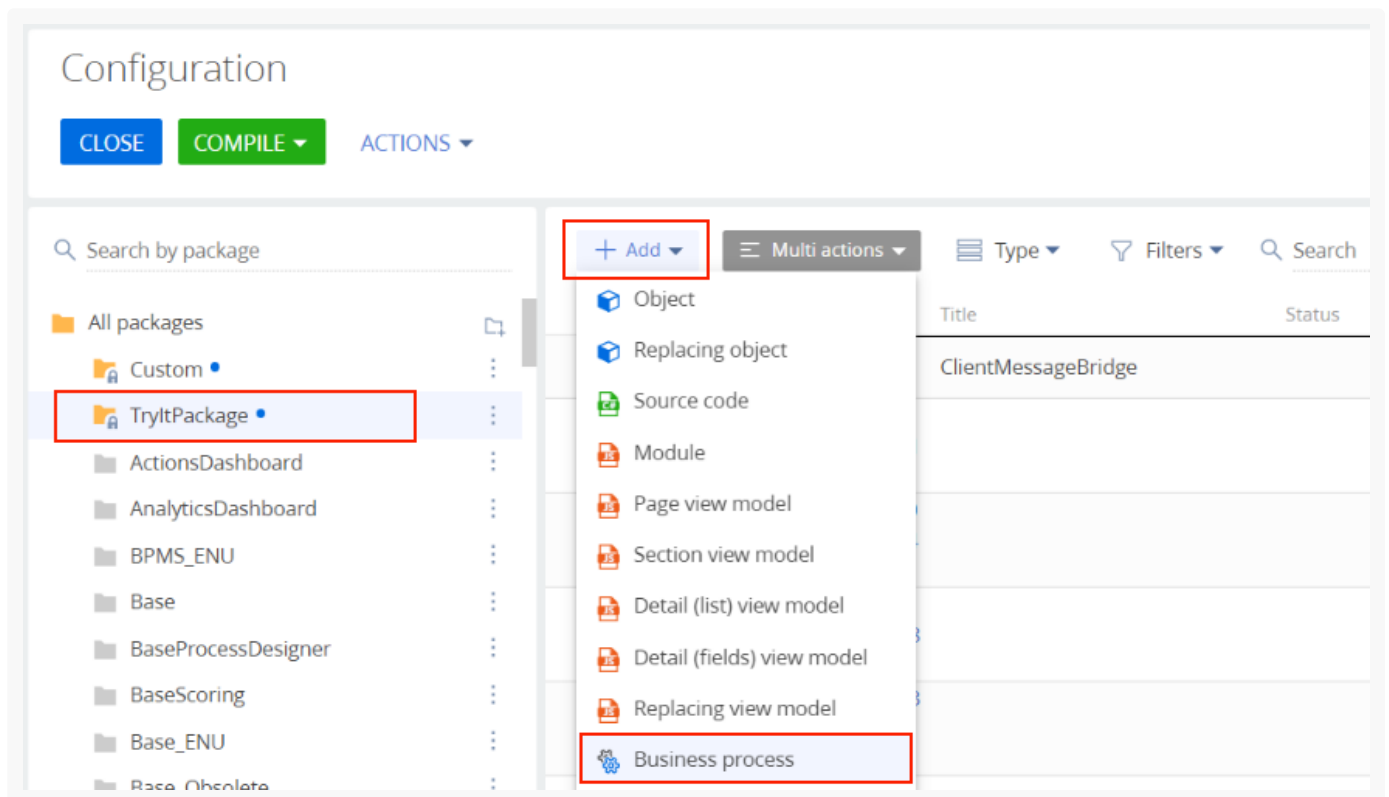 Configuration
CLOSE
COMPILE
ACTIONS
Search by package
All packages
Custom
TryItPackage
ActionsDashboard
AnalyticsDashboard
BPMS_ENU
Base
BaseProcessDesigner
BaseScoring
Base_ENU
Base_Obsolete
Add
Multi actions
Type
Filters
Search
Object
Replacing object
Source code
Module
Page view model
Section view model
Detail (list) view model
Detail (fields) view model
Replacing view model
Business process
Title
Status
ClientMessageBridge